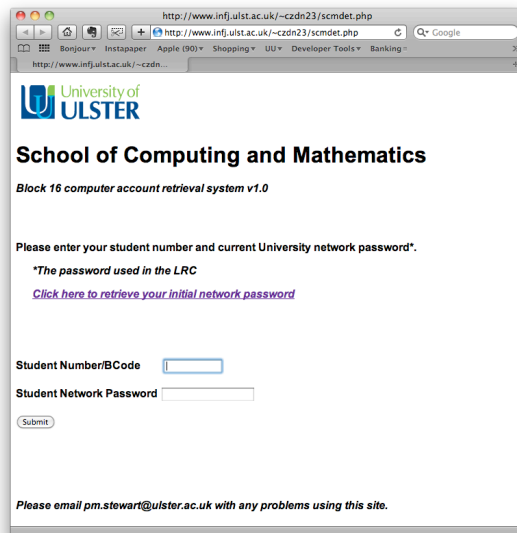 http://www.infj.ulst.ac.uk/~czdn23/scmdet.php
http://www.infj.ulst.ac.uk/~czdn23/scmdet.php Google
Bonjour Instapaper Apple (90) Shopping UU Developer Tools Banking
http://www.infj.ulst.ac.uk/~czdn...
University of
ULSTER
School of Computing and Mathematics
Block 16 computer account retrieval system v1.0
Please enter your student number and current University network password*.
*The password used in the LRC
Click here to retrieve your initial network password
Student Number/BCode
Student Network Password
Submit
Please email pm.stewart@ulster.ac.uk with any problems using this site.